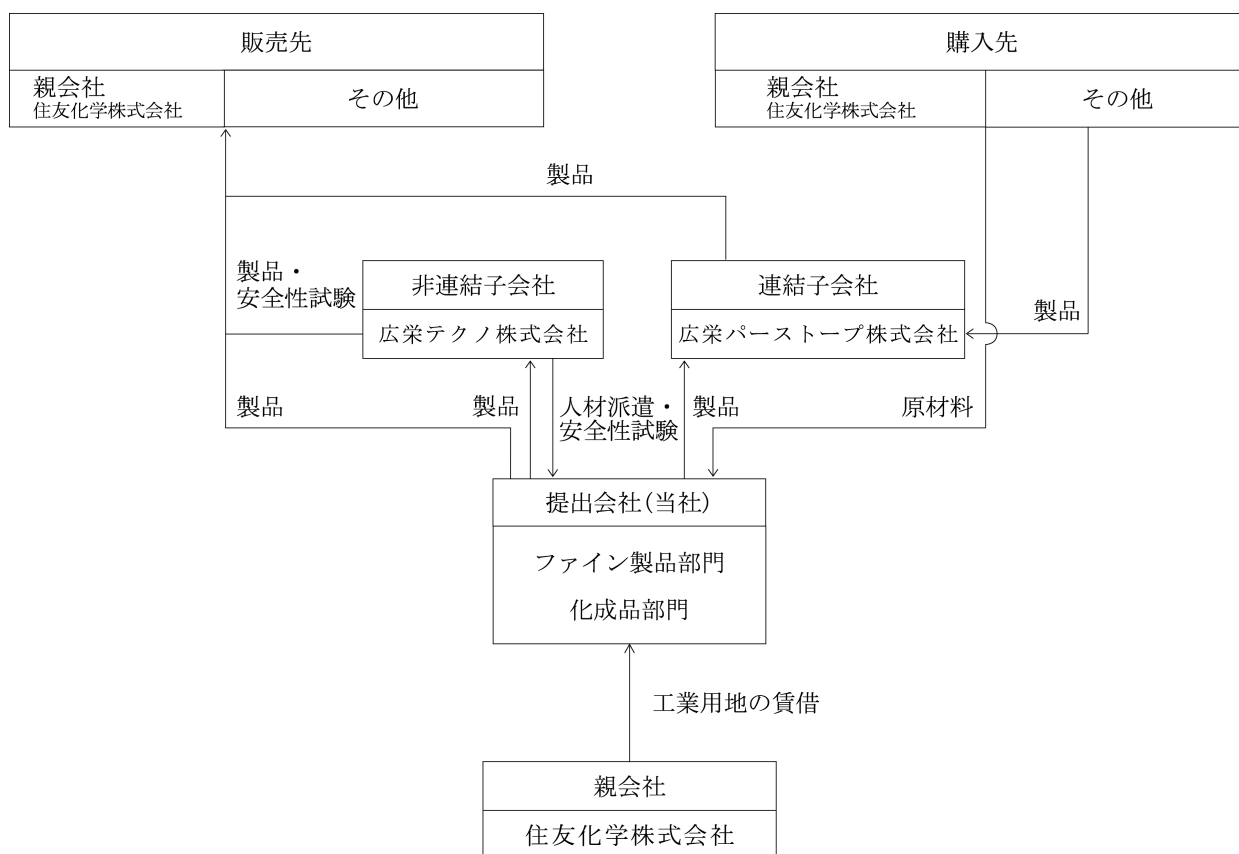 販売先
親会社
住友化学株式会社
その他
購入先
親会社
住友化学株式会社
その他
製品
製品・
安全性試験
非連結子会社
広栄テクノ株式会社
連結子会社
広栄パーストープ株式会社
製品
製品
製品
人材派遣・
安全性試験
製品
原材料
提出会社(当社)
ファイン製品部門
化成品部門
工業用地の賃借
親会社
住友化学株式会社